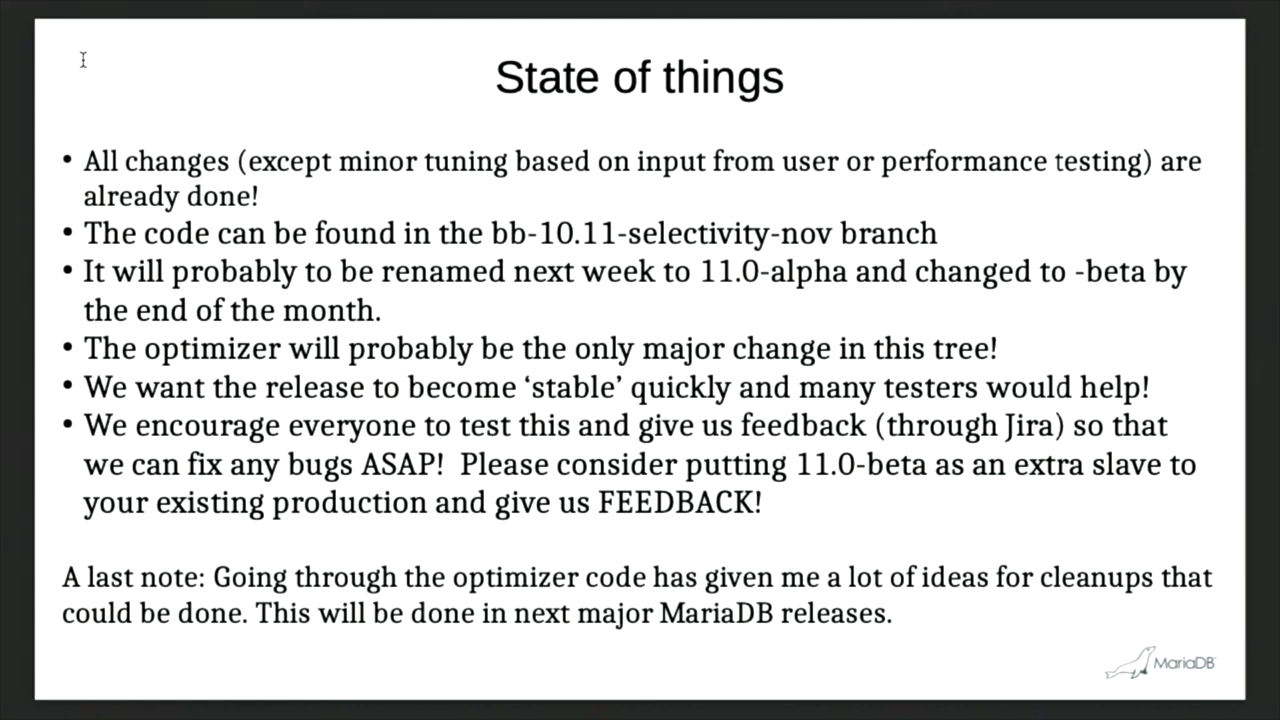 State of things
• All changes (except minor tuning based on input from user or performance testing) are
already done!
• The code can be found in the bb-10.11-selectivity-nov branch
• It will probably to be renamed next week to 11.0-alpha and changed to -beta by
the end of the month.
• The optimizer will probably be the only major change in this tree!
• We want the release to become ‘stable’ quickly and many testers would help!
• We encourage everyone to test this and give us feedback (through Jira) so that
we can fix any bugs ASAP!  Please consider putting 11.0-beta as an extra slave to
your existing production and give us FEEDBACK!
A last note: Going through the optimizer code has given me a lot of ideas for cleanups that
could be done. This will be done in next major MariaDB releases.
MariaDB